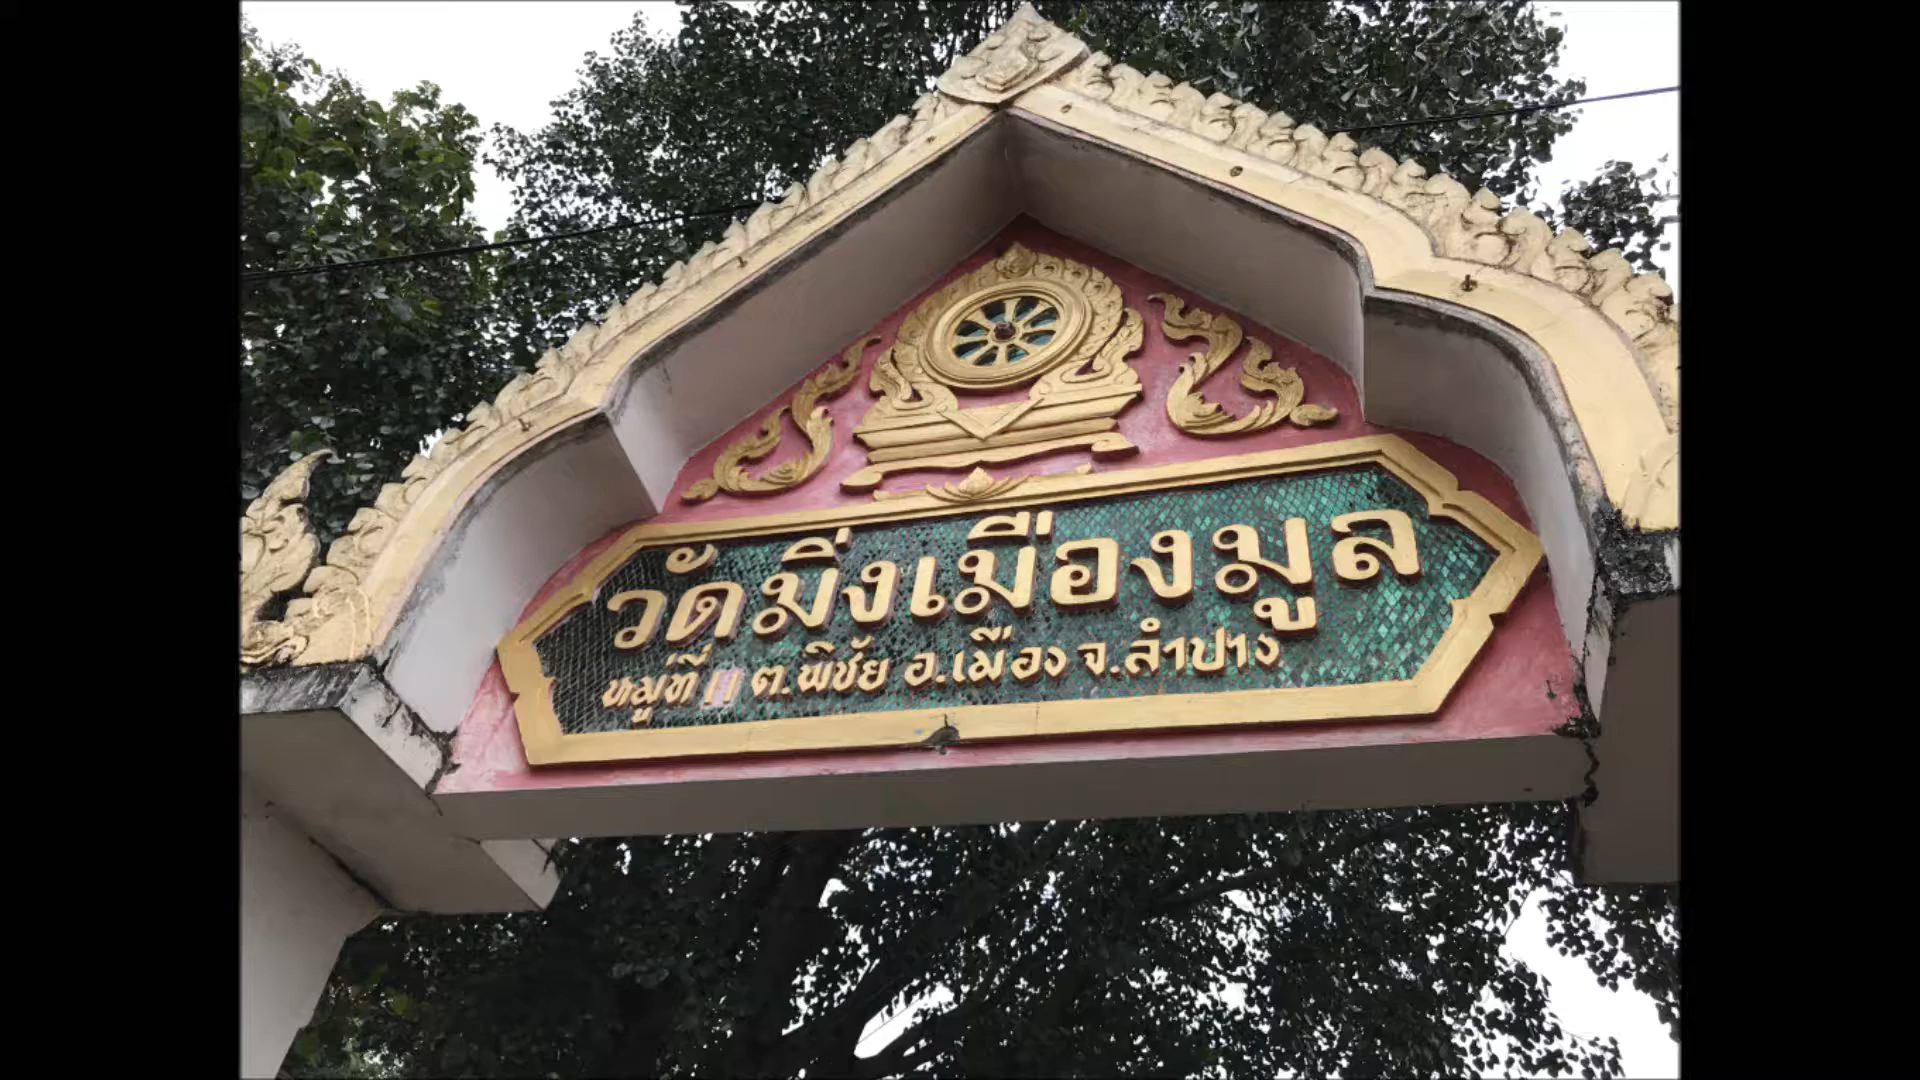 วัดมิ่งเมืองมูล
หมู่ที่ 11 ต.พิชัย อ.เมือง จ.ลำปาง